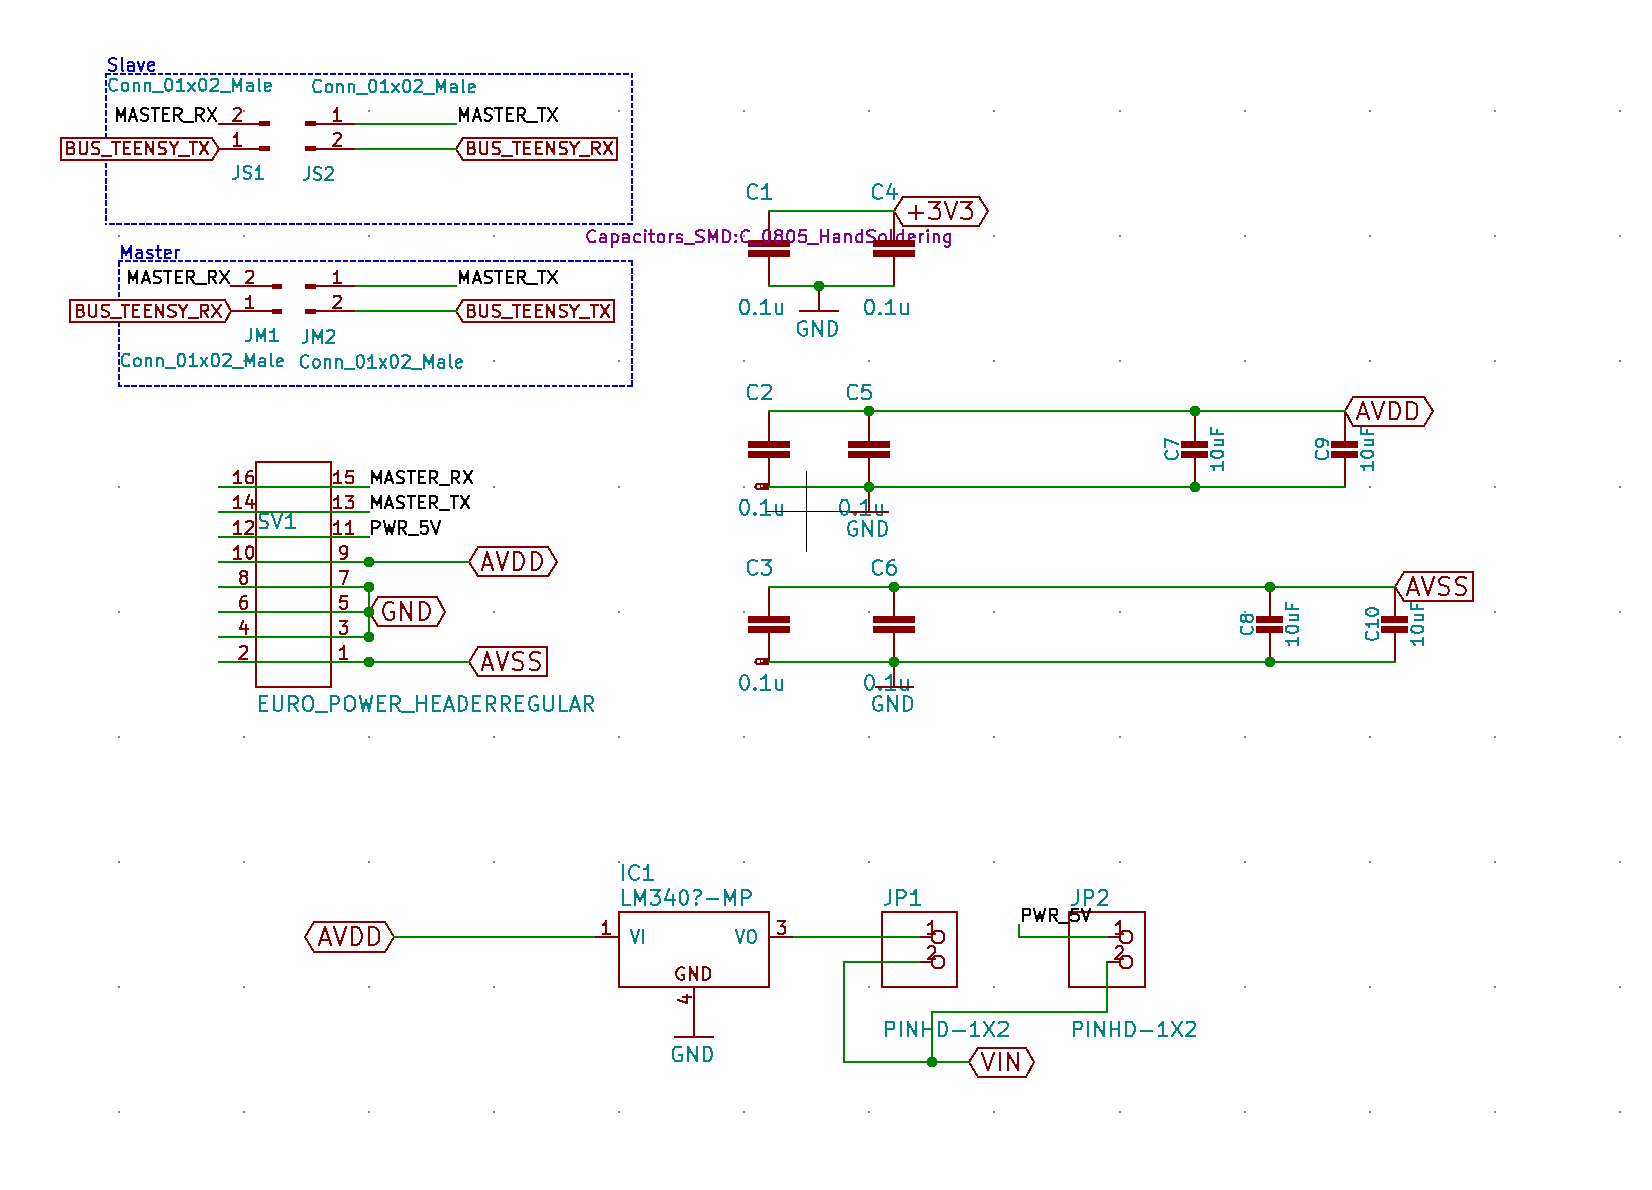 Slave
Conn_01x02_Male Conn_01x02_Male
MASTER_RX 2 1 MASTER_TX
BUS_TEENSY_TX 1 2 BUS_TEENSY_RX
JS1 JS2
Master
MASTER_RX 2 1 MASTER_TX
BUS_TEENSY_RX 1 2 BUS_TEENSY_TX
JM1 JM2
Conn_01x02_Male Conn_01x02_Male
C1 C4
+3V3
Capacitors_SMD:C_0805_HandSoldering
0.1u 0.1u
GND
C2 C5
AVDD
C7 10uF C9 10uF
0.1u 0.1u
GND
C3 C6
AVSS
C8 10uF C10 10uF
0.1u 0.1u
GND
16 15 MASTER_RX
14 13 MASTER_TX
SV1
12 11 PWR_5V
10 9 AVDD
8 7
6 5 GND
4 3
2 1 AVSS
EURO_POWER_HEADERREGULAR
IC1
LM340?-MP
JP1 JP2
PWR_5V
AVDD 1 VI VO 3 1 1
2 2
GND
4
PINHD-1X2 PINHD-1X2
GND
VIN